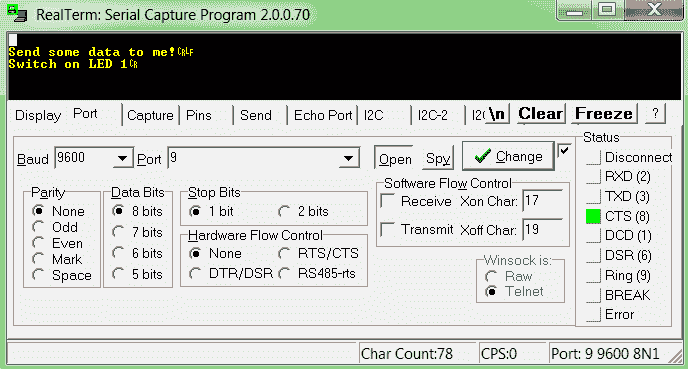 RealTerm: Serial Capture Program 2.0.0.70
Send some data to me!CRLF
Switch on LED 1CR
Display Port Capture Pins Send Echo Port I2C I2C-2 I2C \n Clear Freeze ?
Baud 9600 Port 9 Open Spy Change
Parity
None
Odd
Even
Mark
Space
Data Bits
8 bits
7 bits
6 bits
5 bits
Stop Bits
1 bit 2 bits
Hardware Flow Control
None RTS/CTS
DTR/DSR RS485-rts
Software Flow Control
Receive Xon Char: 17
Transmit Xoff Char: 19
Winsock is:
Raw
Telnet
Status
Disconnect
RXD (2)
TXD (3)
CTS (8)
DCD (1)
DSR (6)
Ring (9)
BREAK
Error
Char Count:78 CPS:0 Port: 9 9600 8N1